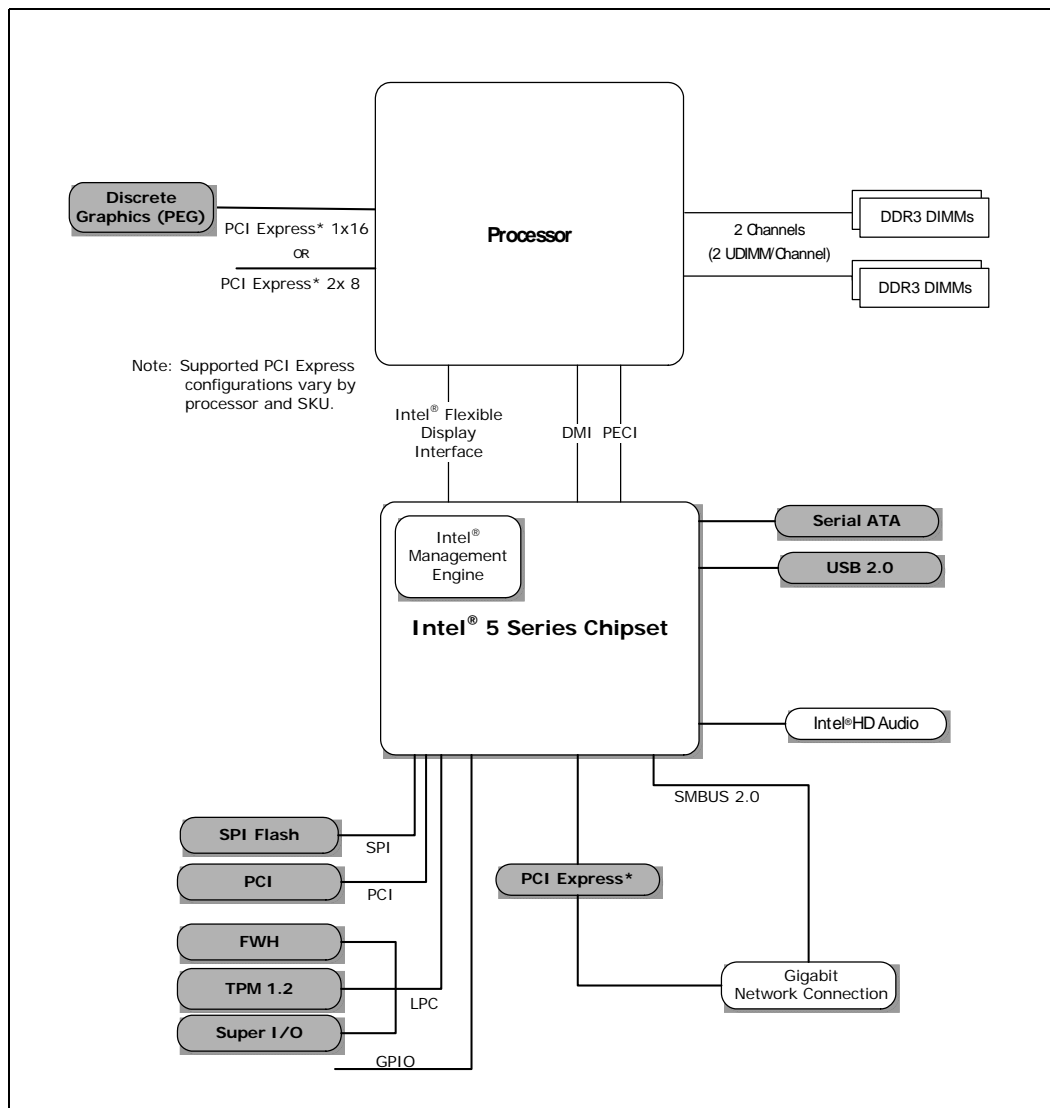 Discrete
Graphics (PEG)
PCI Express* 1x16
OR
PCI Express* 2x 8
Processor
2 Channels
(2 UDIMM/Channel)
DDR3 DIMMs
DDR3 DIMMs
Note: Supported PCI Express
configurations vary by
processor and SKU.
Intel® Flexible
Display
Interface
DMI
PECI
Intel®
Management
Engine
Intel® 5 Series Chipset
Serial ATA
USB 2.0
Intel®HD Audio
SMBUS 2.0
SPI Flash
SPI
PCI
PCI
PCI Express*
FWH
TPM 1.2
LPC
Super I/O
GPIO
Gigabit
Network Connection